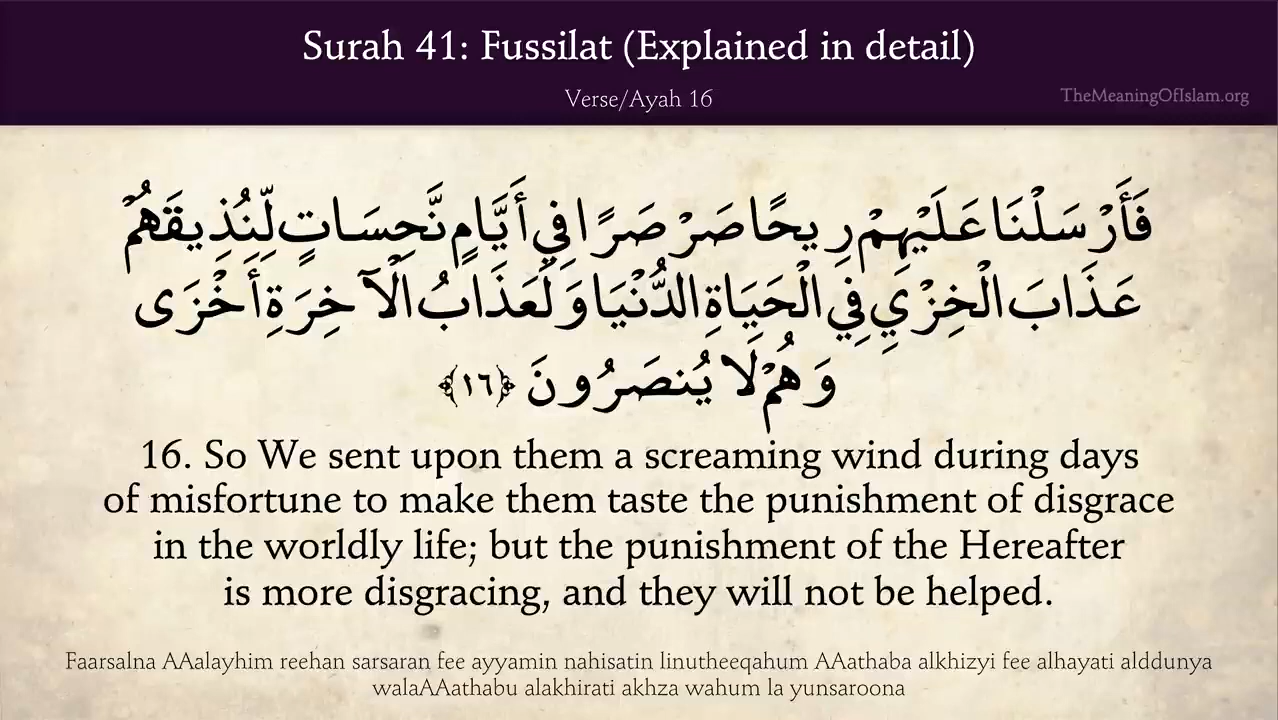 Surah 41: Fussilat (Explained in detail)
Verse/Ayah 16
TheMeaningOfIslam.org
فَأَرْسَلْنَا عَلَيْهِمْ رِيحًا صَرْصَرًا فِي أَيَّامٍ نَّحِسَاتٍ لِّنُذِيقَهُمْ
عَذَابَ الْخِزْيِ فِي الْحَيَاةِ الدُّنْيَا وَلَعَذَابُ الْآخِرَةِ أَخْزَى
وَهُمْ لَا يُنصَرُونَ ﴿١٦﴾
16. So We sent upon them a screaming wind during days
of misfortune to make them taste the punishment of disgrace
in the worldly life; but the punishment of the Hereafter
is more disgracing, and they will not be helped.
Faarsalna AAalayhim reehan sarsaran fee ayyamin nahisatin linutheeqahum AAathaba alkhizyi fee alhayati alddunya
walaAAathabu alakhirati akhza wahum la yunsaroona